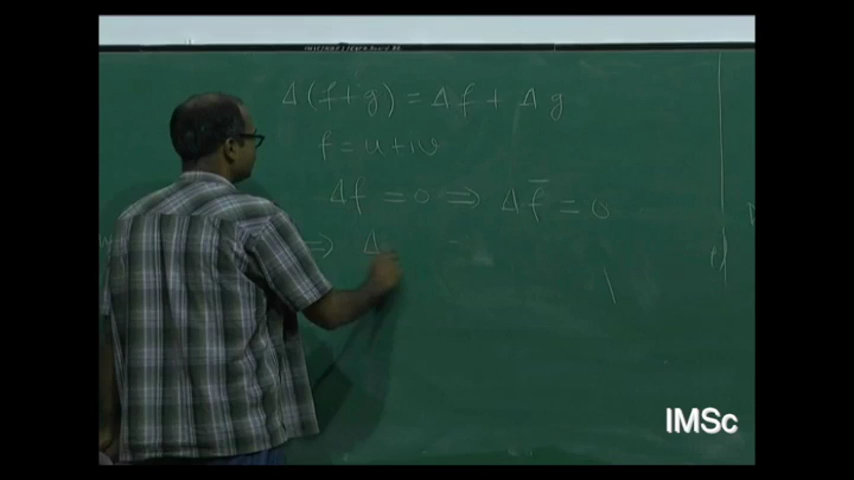 Δ(f+g) = Δf + Δg
f = u+iv
Δf = 0 ⟹ Δf̅ = 0
⟹ Δ
IMSc